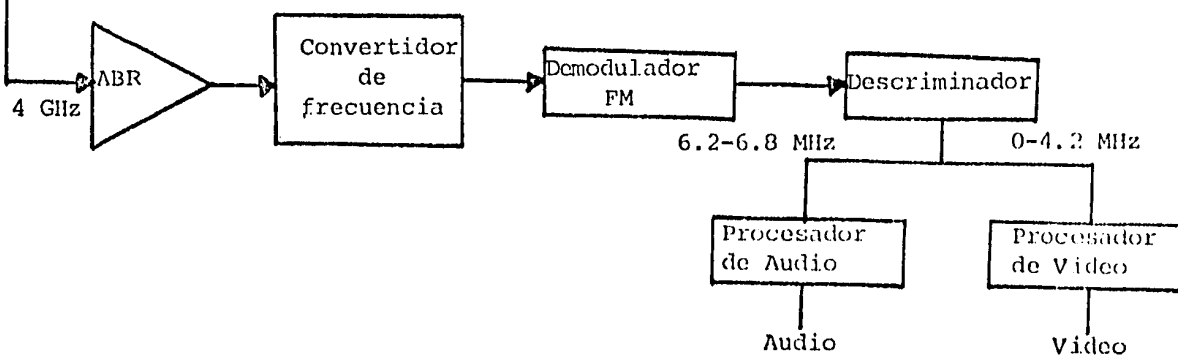 4 GHz
ABR
Convertidor
de
frecuencia
Demodulador
FM
Descriminador
6.2-6.8 MHz
0-4.2 MHz
Procesador
de Audio
Procesador
de Video
Audio
Video